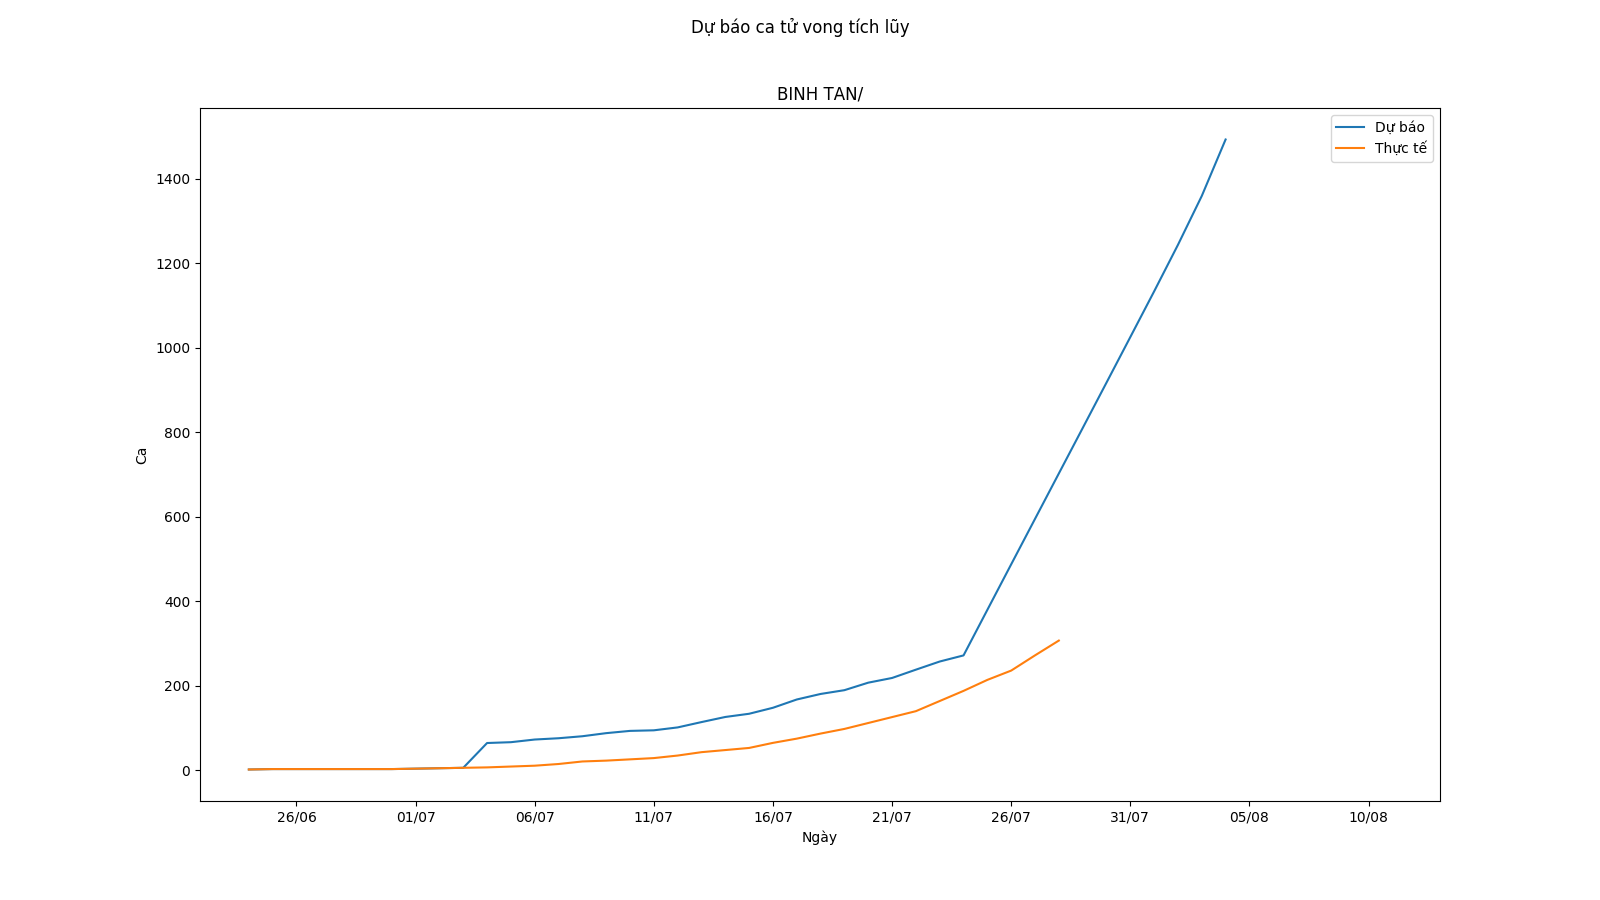 Dự báo ca tử vong tích lũy
BINH TAN/
Dự báo
Thực tế
1400
1200
1000
800
600
400
200
0
Ca
26/06 01/07 06/07 11/07 16/07 21/07 26/07 31/07 05/08 10/08
Ngày